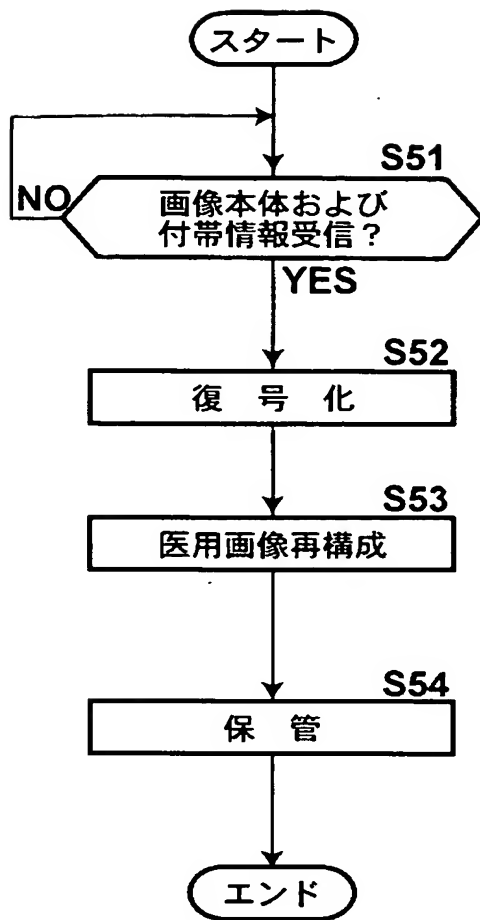 スタート
S51
NO
画像本体および
付帯情報受信？
YES
S52
復号化
S53
医用画像再構成
S54
保管
エンド